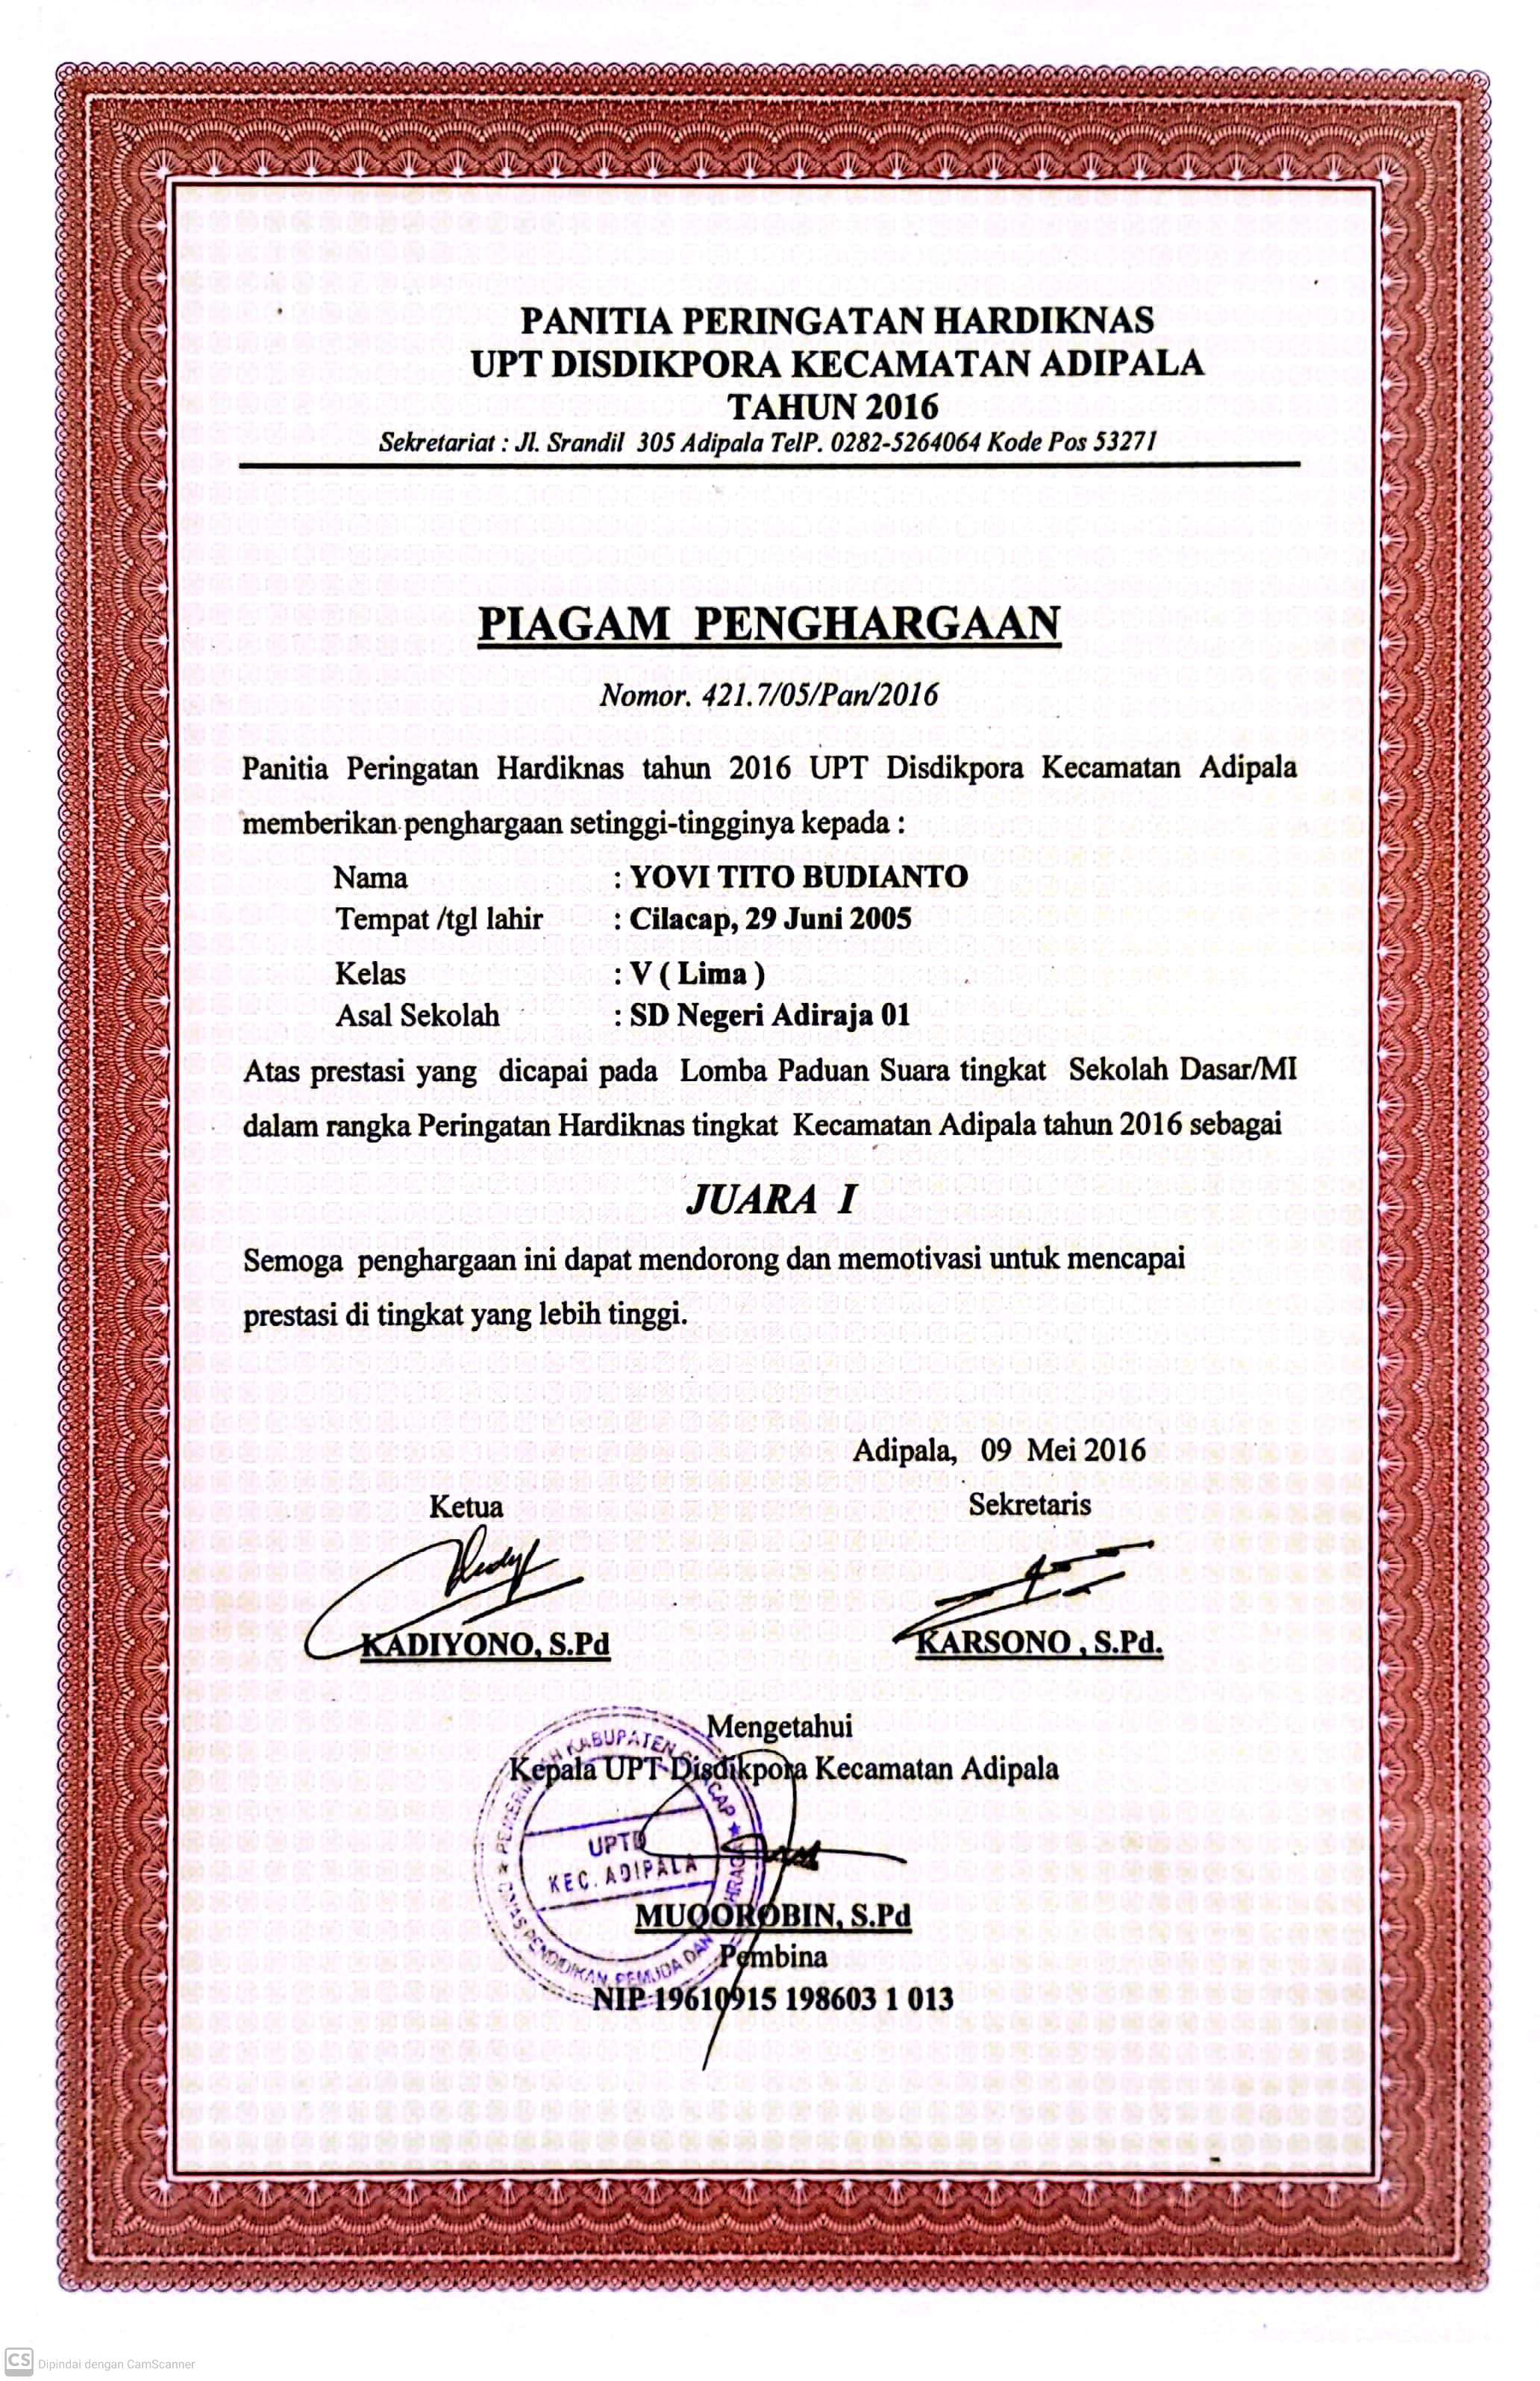 PANITIA PERINGATAN HARDIKNAS
UPT DISDIKPORA KECAMATAN ADIPALA
TAHUN 2016
Sekretariat : Jl. Srandil 305 Adipala TelP. 0282-5264064 Kode Pos 53271
PIAGAM PENGHARGAAN
Nomor. 421.7/05/Pan/2016
Panitia Peringatan Hardiknas tahun 2016 UPT Disdikpora Kecamatan Adipala
memberikan penghargaan setinggi-tingginya kepada :
Nama : YOVI TITO BUDIANTO
Tempat /tgl lahir : Cilacap, 29 Juni 2005
Kelas : V ( Lima )
Asal Sekolah : SD Negeri Adiraja 01
Atas prestasi yang dicapai pada Lomba Paduan Suara tingkat Sekolah Dasar/MI
dalam rangka Peringatan Hardiknas tingkat Kecamatan Adipala tahun 2016 sebagai
JUARA I
Semoga penghargaan ini dapat mendorong dan memotivasi untuk mencapai
prestasi di tingkat yang lebih tinggi.
Adipala, 09 Mei 2016
Ketua Sekretaris
KADIYONO, S.Pd KARSONO , S.Pd.
Mengetahui
Kepala UPT Disdikpora Kecamatan Adipala
KABUPATEN
UPTD
KEC. ADIPALA
PENDIDIKAN PEMUDA DAN
MUQOROBIN, S.Pd
Pembina
NIP 19610915 198603 1 013
CS Dipindai dengan CamScanner